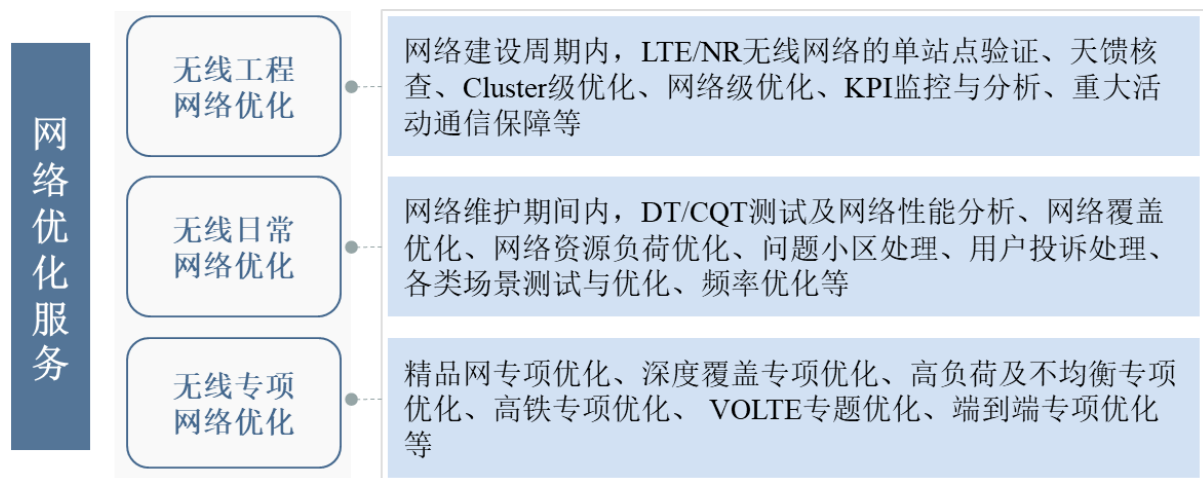 网络优化服务
无线工程
网络优化
网络建设周期内，LTE/NR无线网络的单站点验证、天馈核
查、Cluster级优化、网络级优化、KPI监控与分析、重大活
动通信保障等
无线日常
网络优化
网络维护期间内，DT/CQT测试及网络性能分析、网络覆盖
优化、网络资源负荷优化、问题小区处理、用户投诉处理、
各类场景测试与优化、频率优化等
无线专项
网络优化
精品网专项优化、深度覆盖专项优化、高负荷及不均衡专项
优化、高铁专项优化、 VOLTE专题优化、端到端专项优化
等